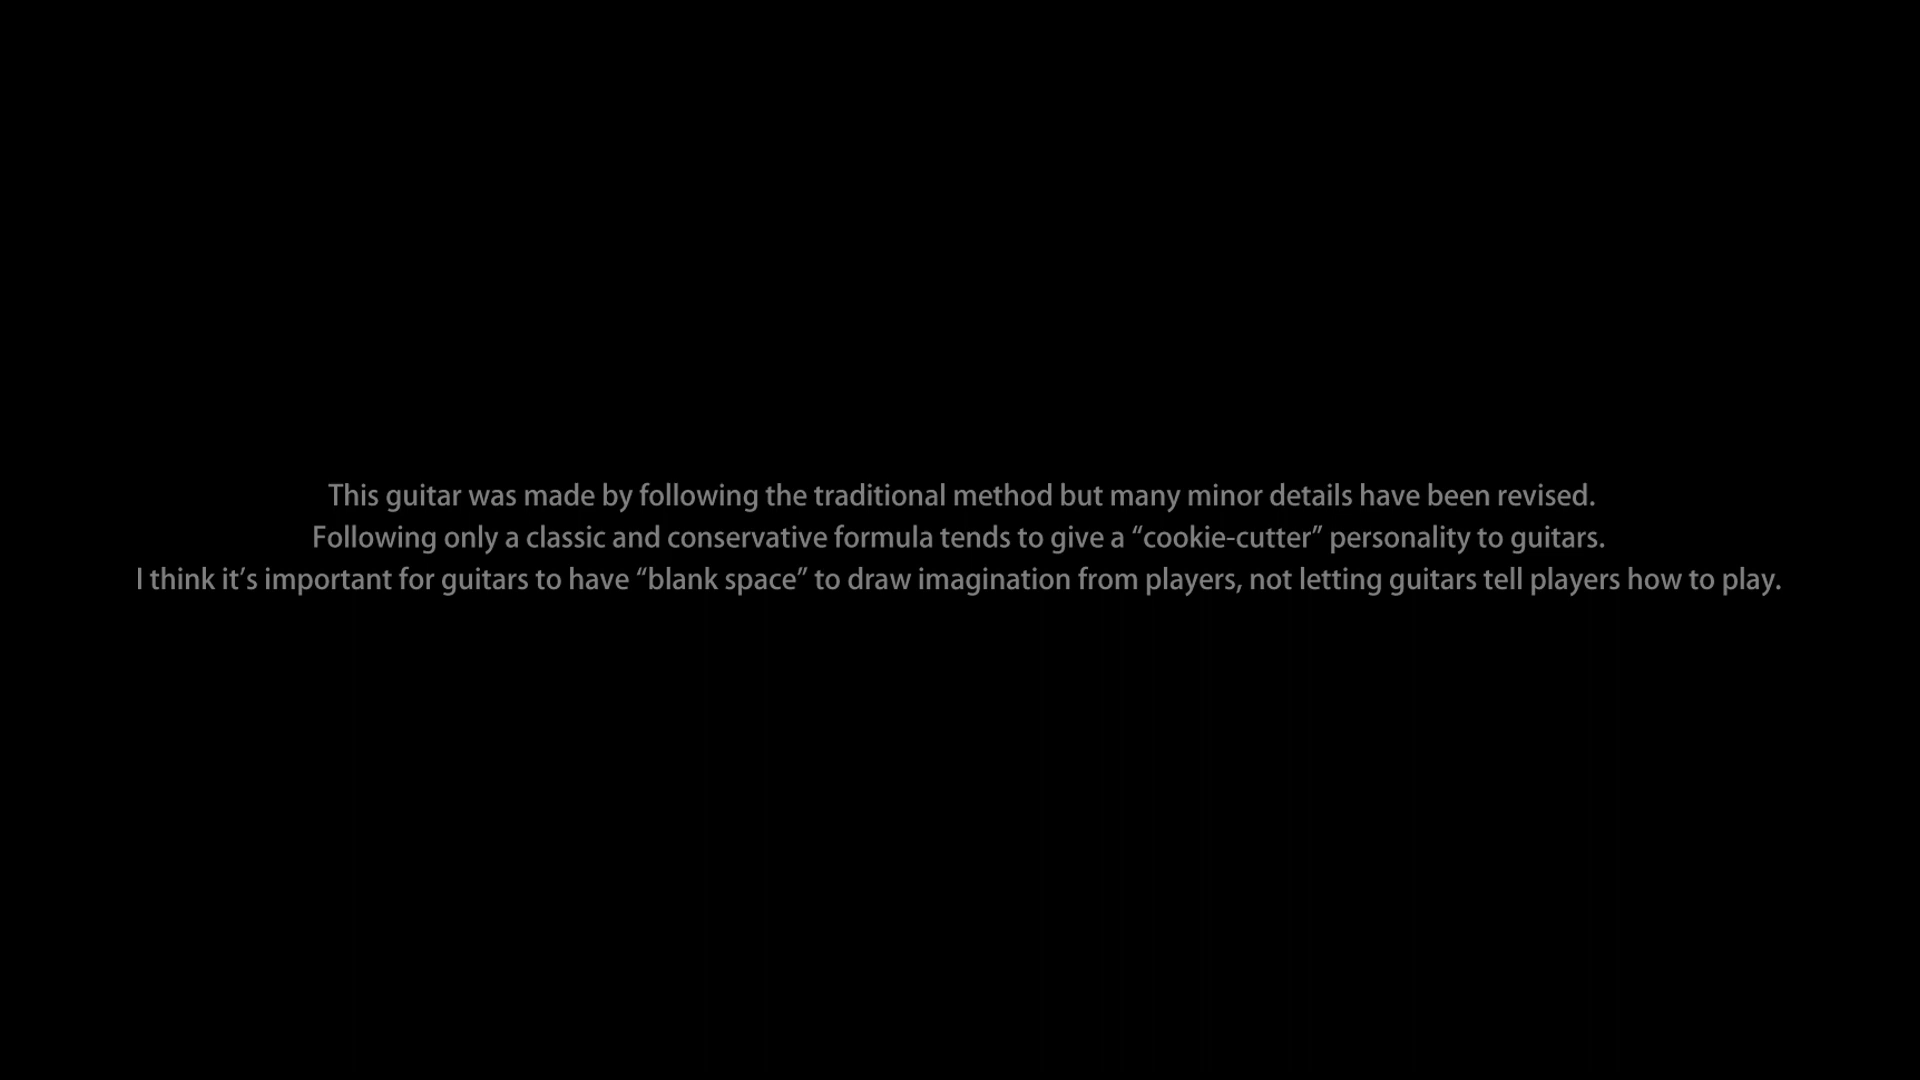 This guitar was made by following the traditional method but many minor details have been revised.
Following only a classic and conservative formula tends to give a “cookie-cutter” personality to guitars.
I think it’s important for guitars to have “blank space” to draw imagination from players, not letting guitars tell players how to play.